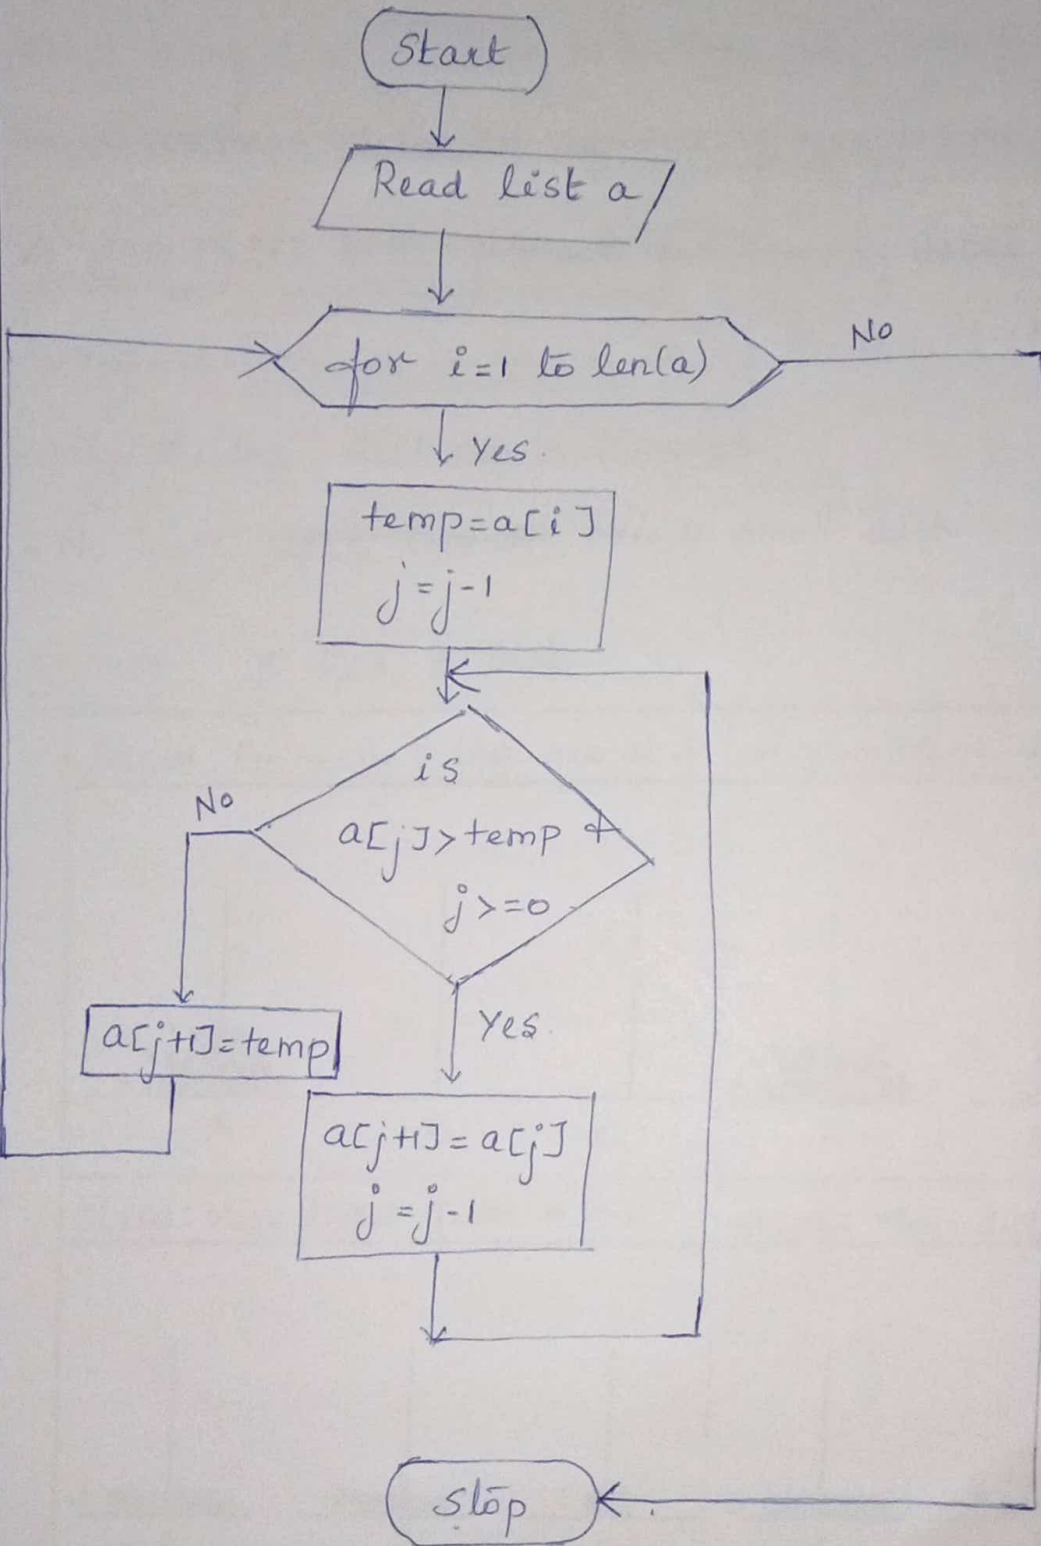 Start
Read list a
for i=1 to len(a)
No
Yes
temp=a[i]
j=j-1
is
a[j]>temp &
j>=0
No
Yes
a[j+1]=temp
a[j+1]=a[j]
j=j-1
Stop